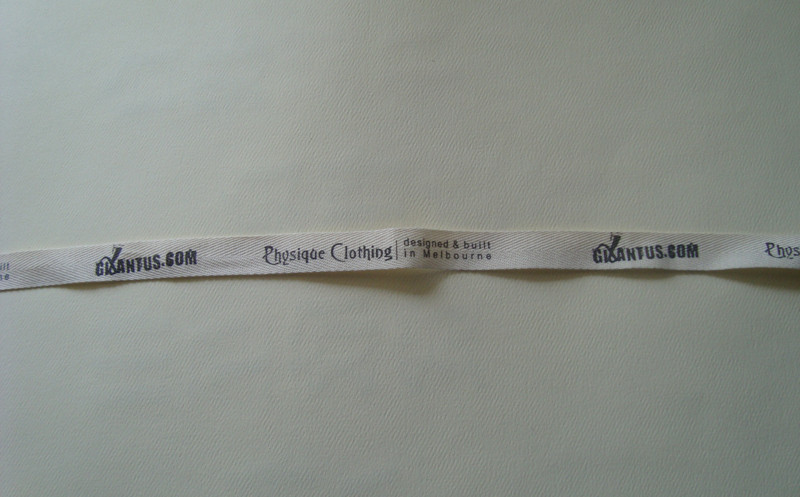 GIGANTUS.COM
Physique Clothing
designed & built
in Melbourne
GIGANTUS.COM